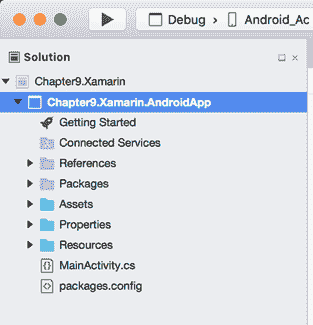 Debug > Android_Ac
Solution
Chapter9.Xamarin
Chapter9.Xamarin.AndroidApp
Getting Started
Connected Services
References
Packages
Assets
Properties
Resources
{} MainActivity.cs
<> packages.config